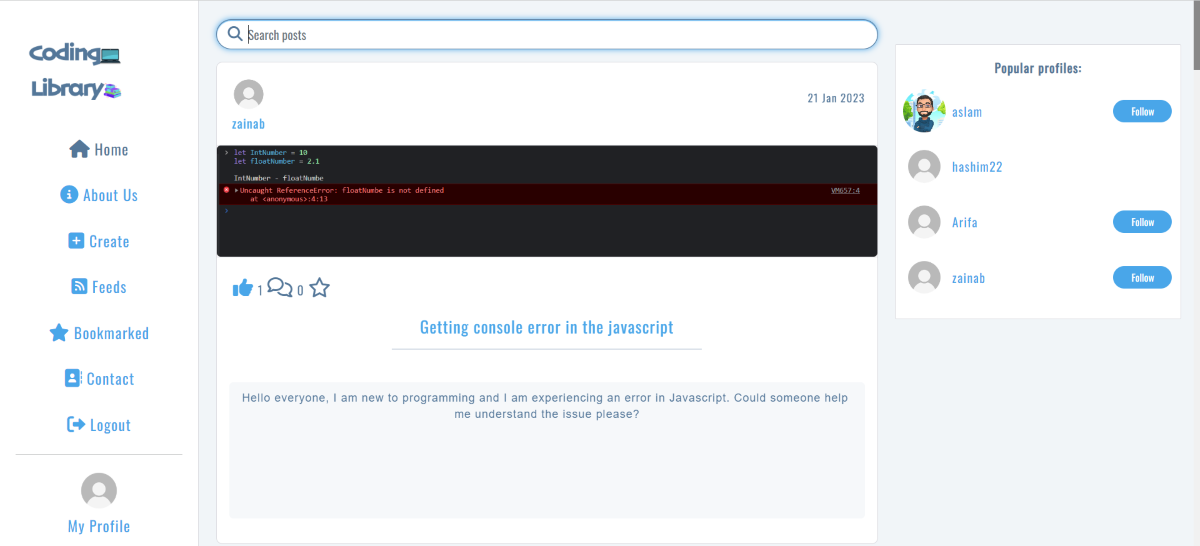 Coding
Library
Home
About Us
Create
Feeds
Bookmarked
Contact
Logout
My Profile
Search posts
zainab
21 Jan 2023
> let IntNumber = 10
let floatNumber = 2.1
IntNumber - floatNumbe
Uncaught ReferenceError: floatNumbe is not defined
VM657:4
at <anonymous>:4:13
>
1 0
Getting console error in the javascript
Hello everyone, I am new to programming and I am experiencing an error in Javascript. Could someone help
me understand the issue please?
Popular profiles:
aslam Follow
hashim22
Arifa Follow
zainab Follow